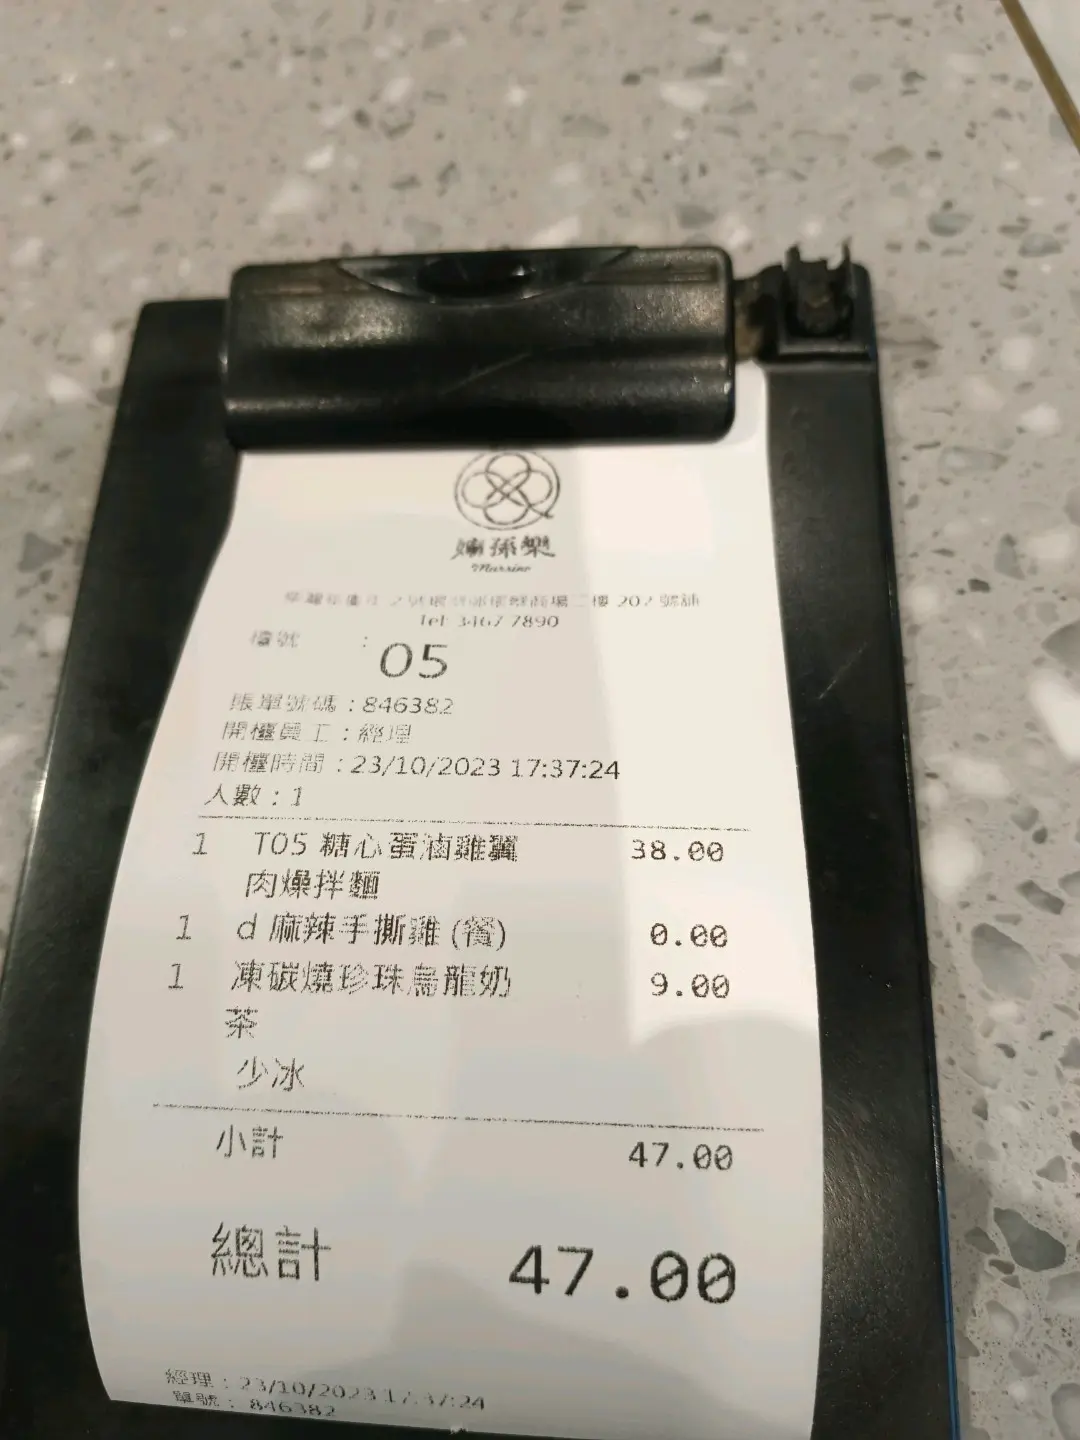 孫樂
Tel: 3467 7890
檯號 :
05
賬單號碼：846382
開檯員工：經理
開檯時間：23/10/2023 17:37:24
人數：1
1 T05 糖心蛋滷雞翼 38.00
肉燥拌麵
1 d 麻辣手撕雞 (餐) 0.00
1 凍碳燒珍珠烏龍奶 9.00
茶
少冰
小計 47.00
總計 47.00
經理：23/10/2023 17:37:24
單號：846382